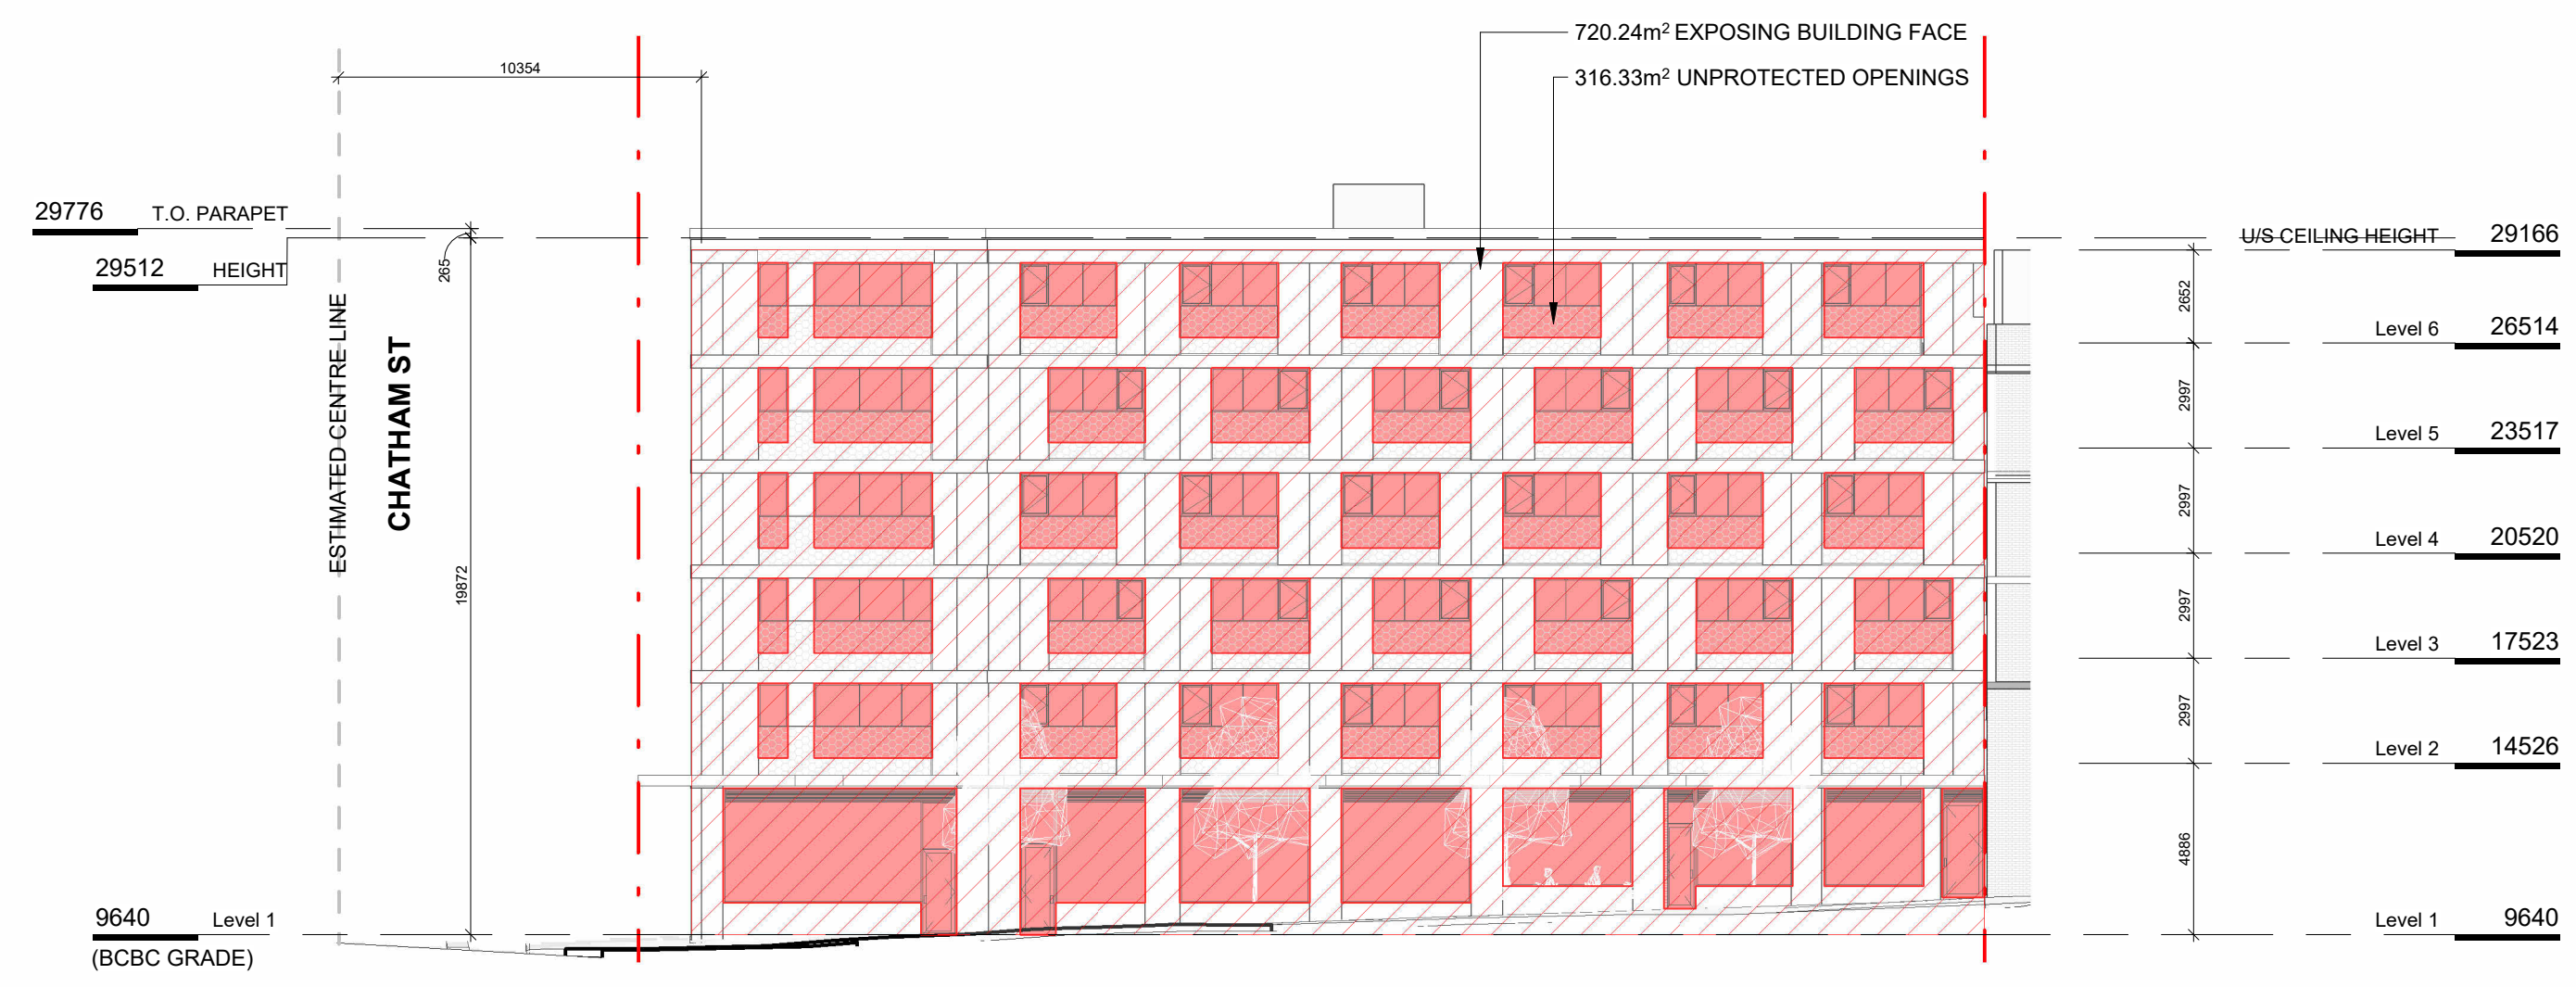 720.24m² EXPOSING BUILDING FACE
316.33m² UNPROTECTED OPENINGS
10354
29776 T.O. PARAPET
29512 HEIGHT
265
ESTIMATED CENTRE LINE
CHATHAM ST
19872
9640 Level 1
(BCBC GRADE)
U/S CEILING HEIGHT 29166
2652
Level 6 26514
2997
Level 5 23517
2997
Level 4 20520
2997
Level 3 17523
2997
Level 2 14526
4886
Level 1 9640